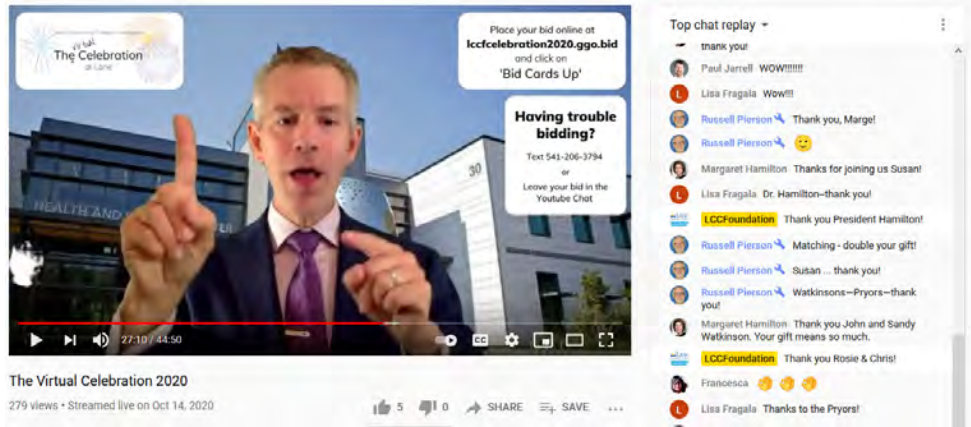 virtual
The Celebration
at Lane
Place your bid online at
lccfcelebration2020.ggo.bid
and click on
'Bid Cards Up'
Having trouble
bidding?
Text 541-206-3794
or
Leave your bid in the
Youtube Chat
30
HEALTH AND
27:10 / 44:50
CC
The Virtual Celebration 2020
279 views • Streamed live on Oct 14, 2020
5
0
SHARE
SAVE
Top chat replay
thank you!
Paul Jarrell WOW!!!!!!!
L Lisa Fragala Wow!!!
Russell Pierson Thank you, Marge!
Russell Pierson 🙂
Margaret Hamilton Thanks for joining us Susan!
L Lisa Fragala Dr. Hamilton–thank you!
LCCFoundation Thank you President Hamilton!
Russell Pierson Matching - double your gift!
Russell Pierson Susan ... thank you!
Russell Pierson Watkinsons—Pryors—thank
you!
Margaret Hamilton Thank you John and Sandy
Watkinson. Your gift means so much.
LCCFoundation Thank you Rosie & Chris!
Francesca 👏 👏 👏
L Lisa Fragala Thanks to the Pryors!